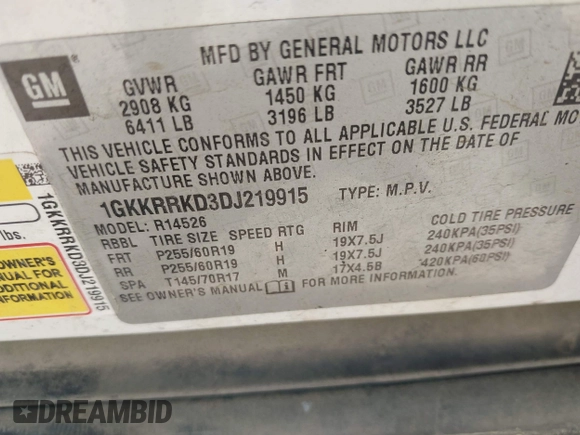 MFD BY GENERAL MOTORS LLC
GM®
GVWR GAWR FRT GAWR RR
2908 KG 1450 KG 1600 KG
6411 LB 3196 LB 3527 LB
THIS VEHICLE CONFORMS TO ALL APPLICABLE U.S. FEDERAL MO
VEHICLE SAFETY STANDARDS IN EFFECT ON THE DATE OF
MANUFACTURE SHOWN ABOVE.
1GKKRRKD3DJ219915 TYPE: M.P.V.
MODEL: R14526
RBBL TIRE SIZE SPEED RTG RIM COLD TIRE PRESSURE
FRT P255/60R19 H 19X7.5J 240KPA(35PSI)
RR P255/60R19 H 19X7.5J 240KPA(35PSI)
SPA T145/70R17 M 17X4.5B 420KPA(60PSI)
SEE OWNER'S MANUAL FOR MORE INFORMATION.
1GKKRRKD3DJ219915
lbs.
OWNER'S
MANUAL FOR
ADDITIONAL
INFORMATION
DREAMBID